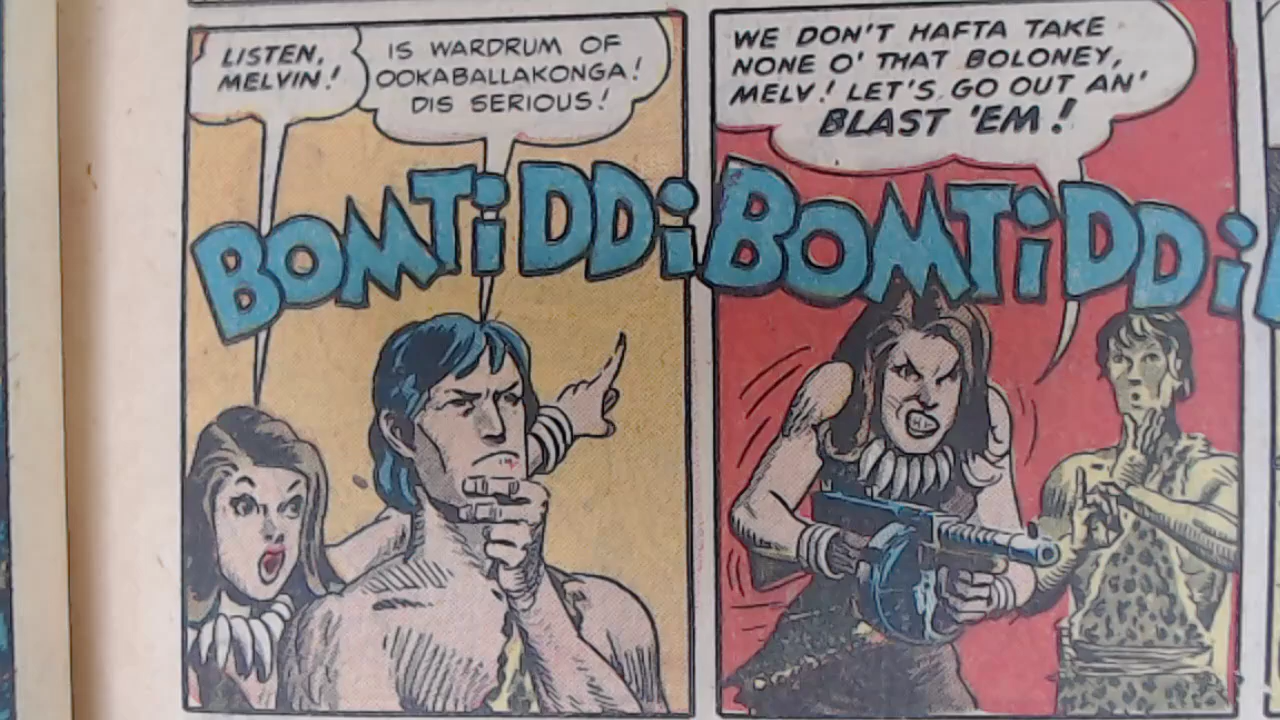 LISTEN,
MELVIN!
IS WARDRUM OF
OOKABALLAKONGA!
DIS SERIOUS!
BOMTiDDi
WE DON'T HAFTA TAKE
NONE O' THAT BOLONEY,
MELV! LET'S GO OUT AN'
BLAST 'EM!
BOMTiDDi